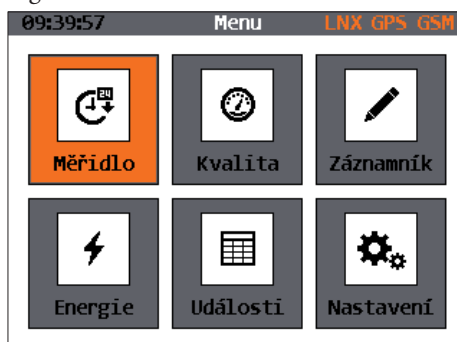 09:39:57 Menu LNX GPS GSM
Měřidlo Kvalita Záznamník
Energie Události Nastavení